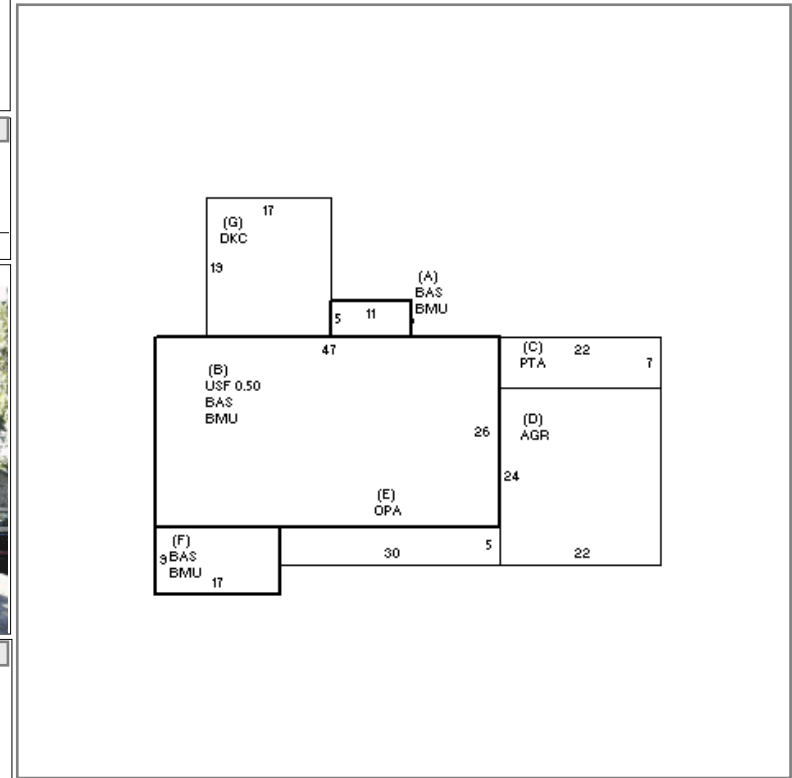 17
(G)
DKC
19
(A)
BAS
BMU
5
11
47
(C)
PTA
22
7
(B)
USF 0.50
BAS
BMU
(D)
AGR
26
24
(E)
OPA
(F)
BAS
BMU
9
17
30
5
22